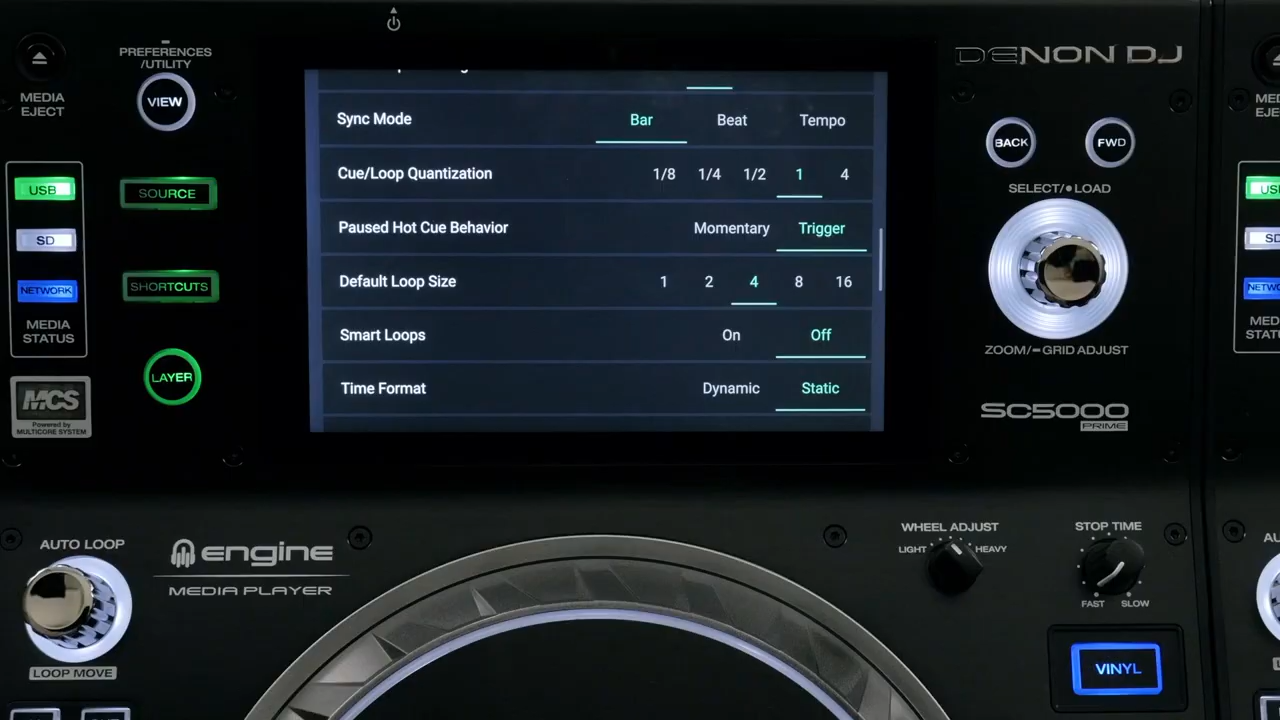 PREFERENCES
/UTILITY
VIEW
MEDIA
EJECT
USB
SD
NETWORK
MEDIA
STATUS
SOURCE
SHORTCUTS
LAYER
MCS
Powered by
MULTICORE SYSTEM
Sync Mode Bar Beat Tempo
Cue/Loop Quantization 1/8 1/4 1/2 1 4
Paused Hot Cue Behavior Momentary Trigger
Default Loop Size 1 2 4 8 16
Smart Loops On Off
Time Format Dynamic Static
DENON DJ
BACK
FWD
SELECT/●LOAD
ZOOM/━GRID ADJUST
SC5000
PRIME
AUTO LOOP
LOOP MOVE
engine
MEDIA PLAYER
WHEEL ADJUST
LIGHT
HEAVY
STOP TIME
FAST
SLOW
VINYL